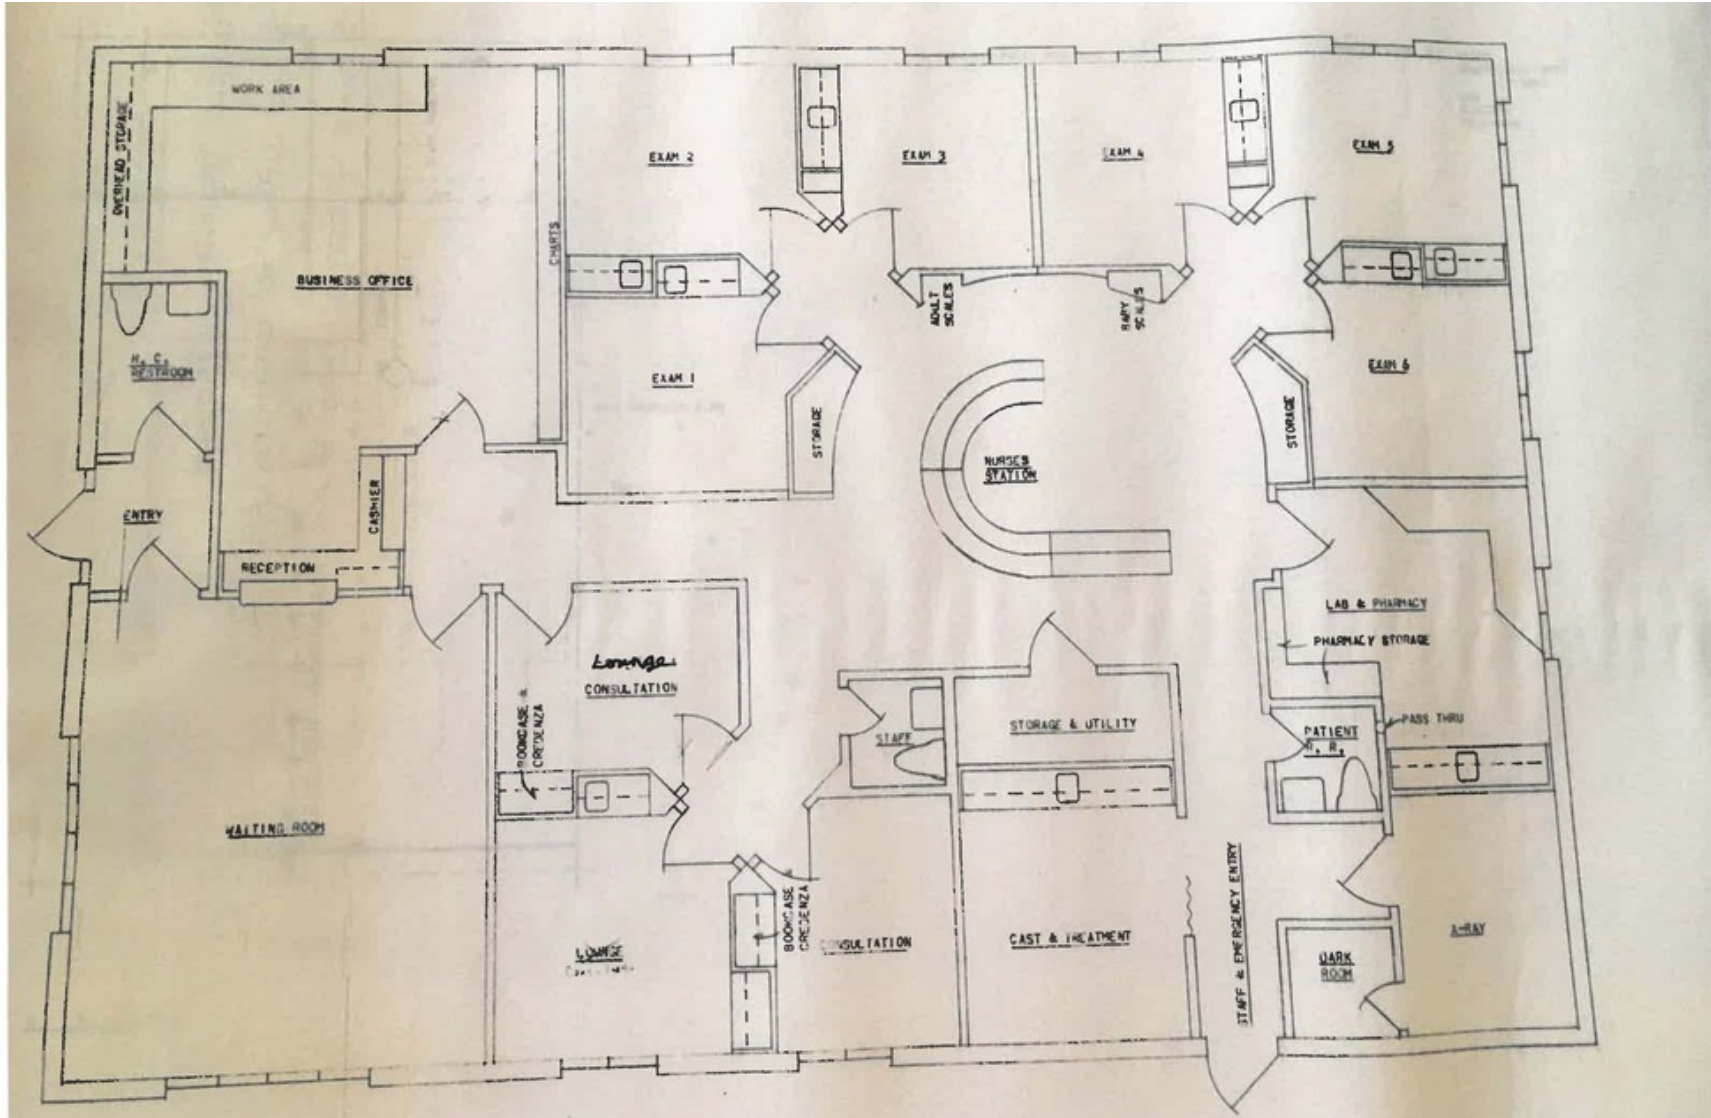 WORK AREA
OVERHEAD STORAGE
EXAM 2
EXAM 3
EXAM 4
EXAM 5
CHARTS
BUSINESS OFFICE
ADULT
SCALES
BABY
SCALES
H. C.
RESTROOM
EXAM 1
EXAM 6
STORAGE
STORAGE
NURSES
STATION
CASHIER
ENTRY
RECEPTION
LAB & PHARMACY
PHARMACY STORAGE
Lounge
CONSULTATION
BOOKCASE &
CREDENZA
STAFF
STORAGE & UTILITY
PATIENT
R. R.
PASS THRU
WAITING ROOM
LOUNGE
BOOKCASE
CREDENZA
CONSULTATION
CAST & TREATMENT
STAFF & EMERGENCY ENTRY
DARK
ROOM
X-RAY